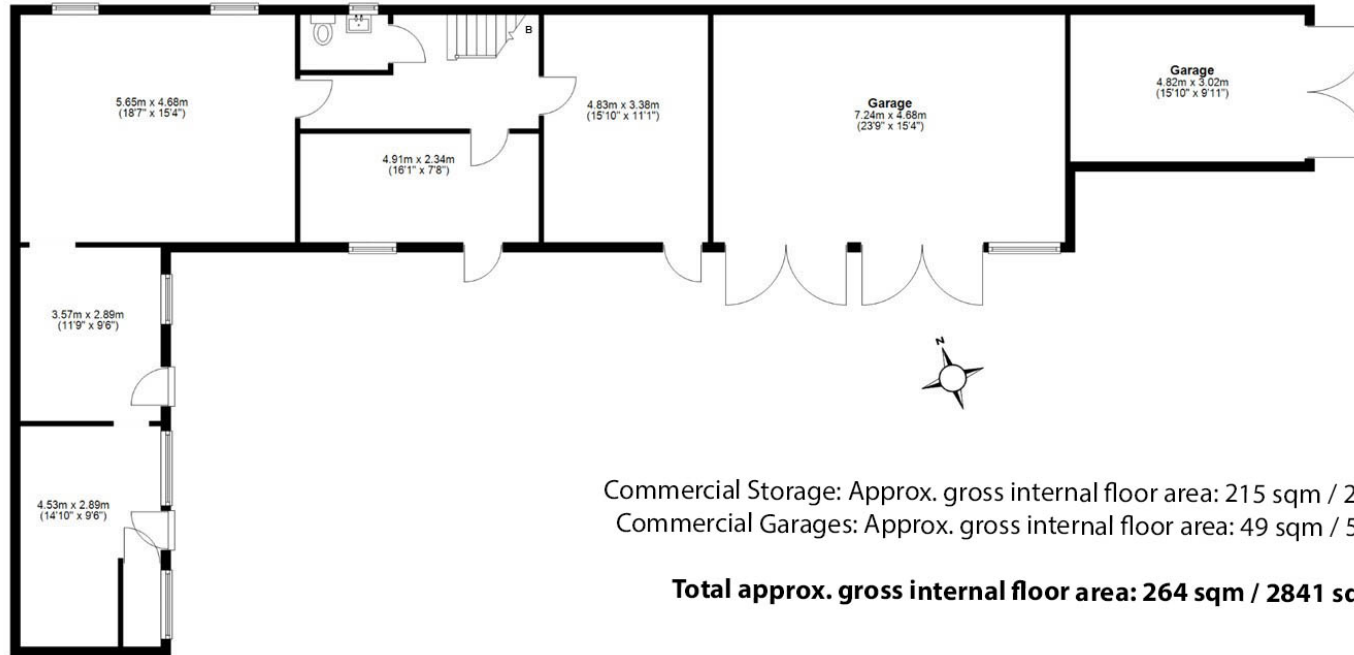 B
5.65m x 4.68m
(18'7" x 15'4")
4.83m x 3.38m
(15'10" x 11'1")
Garage
7.24m x 4.68m
(23'9" x 15'4")
Garage
4.82m x 3.02m
(15'10" x 9'11")
4.91m x 2.34m
(16'1" x 7'8")
3.57m x 2.89m
(11'9" x 9'6")
N
4.53m x 2.89m
(14'10" x 9'6")
Commercial Storage: Approx. gross internal floor area: 215 sqm / 2
Commercial Garages: Approx. gross internal floor area: 49 sqm / 5
Total approx. gross internal floor area: 264 sqm / 2841 sq